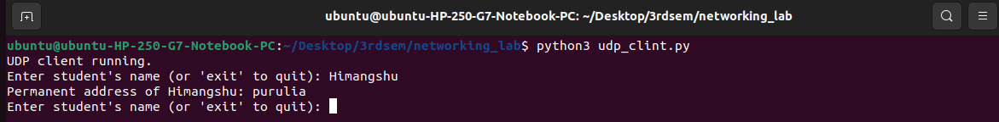 ubuntu@ubuntu-HP-250-G7-Notebook-PC: ~/Desktop/3rdsem/networking_lab
ubuntu@ubuntu-HP-250-G7-Notebook-PC:~/Desktop/3rdsem/networking_lab$ python3 udp_clint.py
UDP client running.
Enter student's name (or 'exit' to quit): Himangshu
Permanent address of Himangshu: purulia
Enter student's name (or 'exit' to quit):